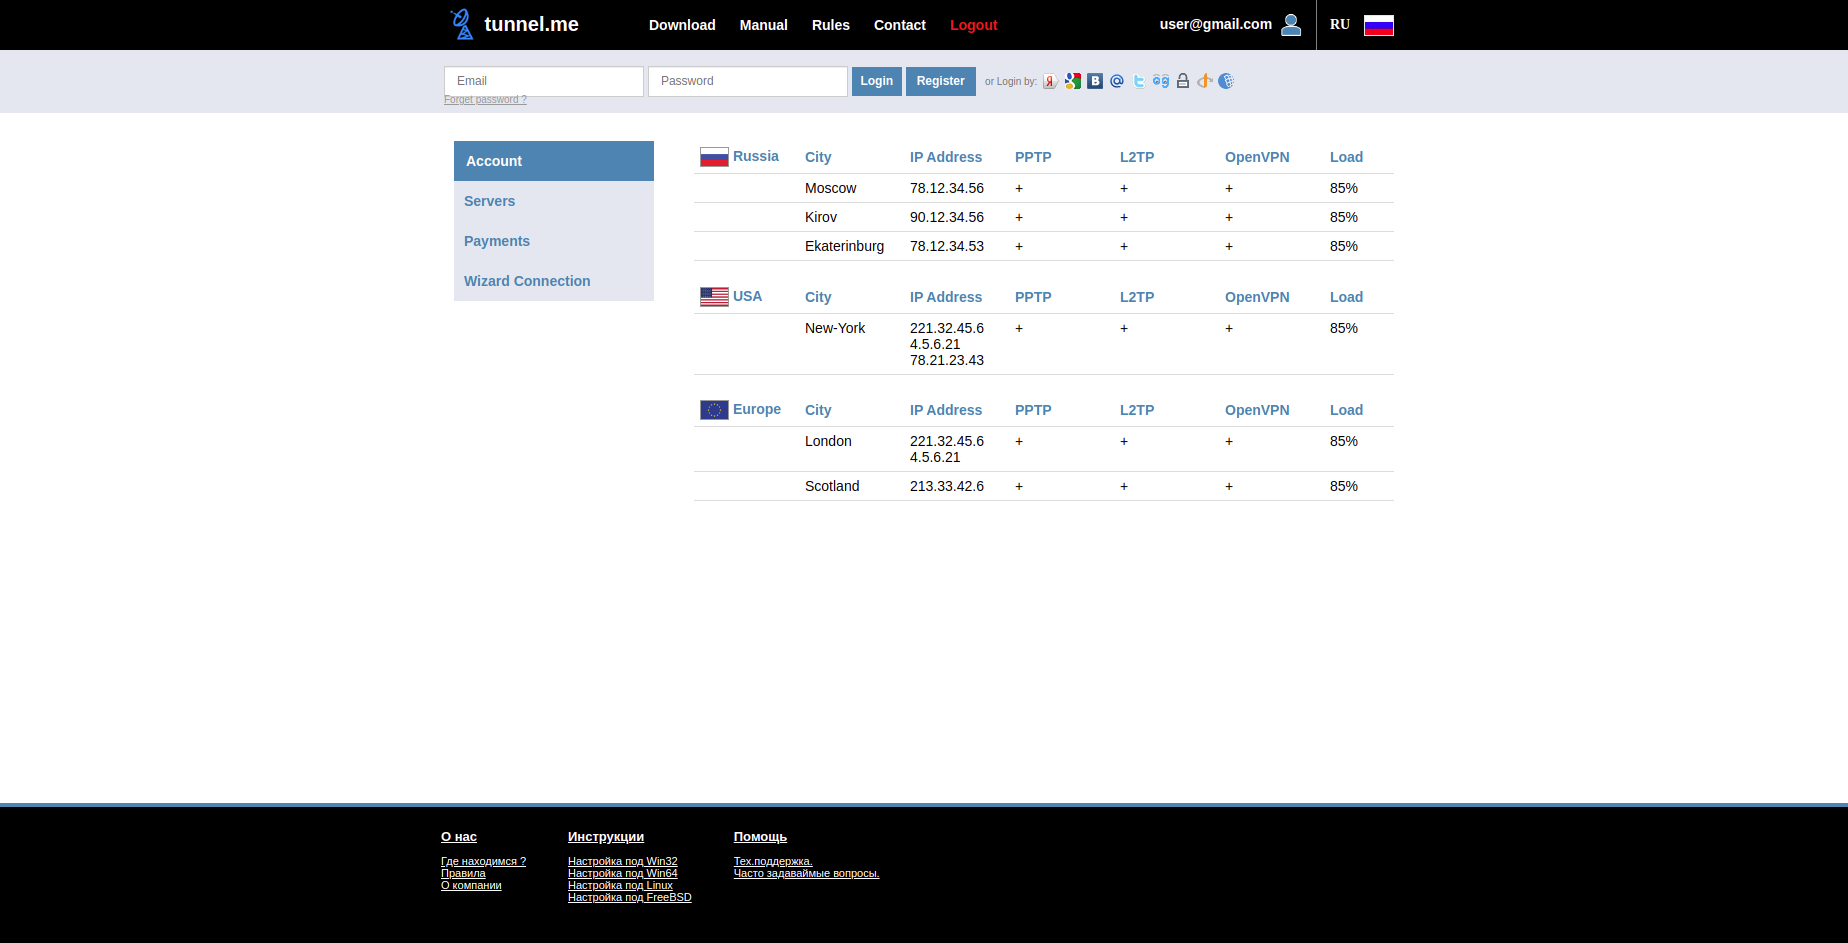 tunnel.me Download Manual Rules Contact Logout user@gmail.com RU
Email Password Login Register or Login by:
Forget password ?
Account
Servers
Payments
Wizard Connection
Russia City IP Address PPTP L2TP OpenVPN Load
Moscow 78.12.34.56 + + + 85%
Kirov 90.12.34.56 + + + 85%
Ekaterinburg 78.12.34.53 + + + 85%
USA City IP Address PPTP L2TP OpenVPN Load
New-York 221.32.45.6 + + + 85%
4.5.6.21
78.21.23.43
Europe City IP Address PPTP L2TP OpenVPN Load
London 221.32.45.6 + + + 85%
4.5.6.21
Scotland 213.33.42.6 + + + 85%
О нас
Где находимся ?
Правила
О компании
Инструкции
Настройка под Win32
Настройка под Win64
Настройка под Linux
Настройка под FreeBSD
Помощь
Тех.поддержка.
Часто задаваймые вопросы.